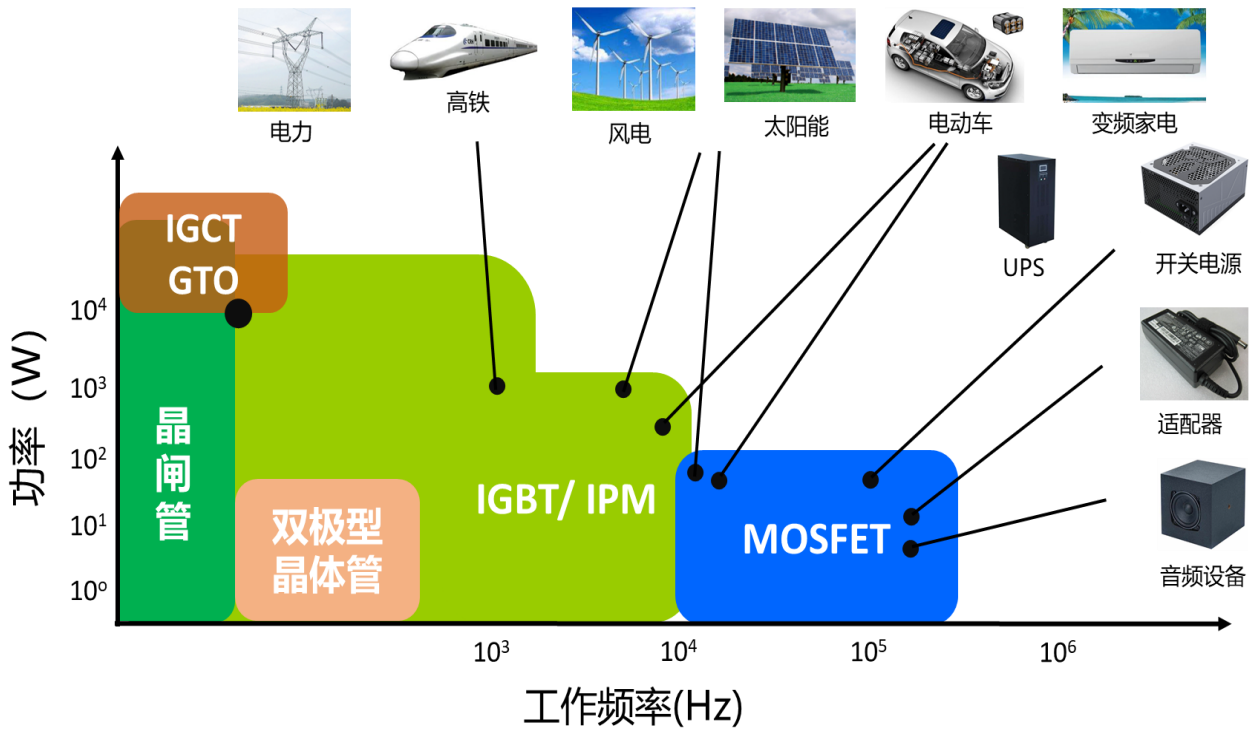 电力
高铁
风电
太阳能
电动车
变频家电
UPS
开关电源
适配器
音频设备
功率 (W)
10⁴
10³
10²
10¹
10⁰
IGCT
GTO
晶
闸
管
双极型
晶体管
IGBT/ IPM
MOSFET
10³
10⁴
10⁵
10⁶
工作频率(Hz)